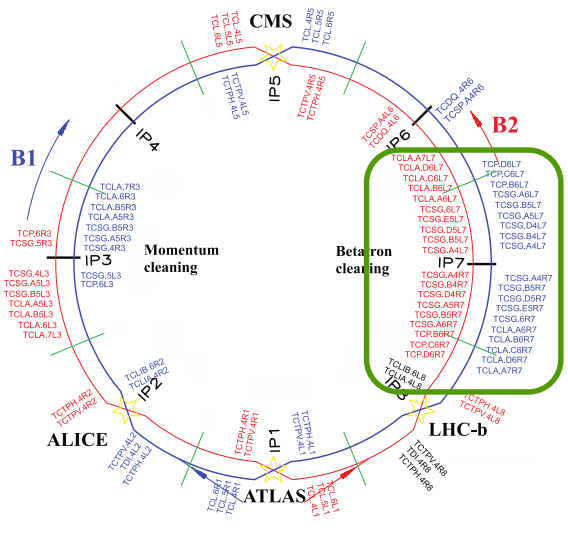 CMS
TCL.4L5
TCL.5L5
TCL.6L5
TCL.4R5
TCL.5R5
TCL.6R5
IP5
TCTPV.4L5
TCTPH.4L5
TCTPV.4R5
TCTPH.4R5
TCDQ.4R6
TCSP.A4R6
TCSP.A4L6
TCDQ.4L6
IP6
IP4
B1
B2
TCLA.A7L7
TCLA.D6L7
TCLA.C6L7
TCLA.B6L7
TCLA.A6L7
TCSG.6L7
TCSG.E5L7
TCSG.D5L7
TCSG.B5L7
TCSG.A4L7
TCP.D6L7
TCP.C6L7
TCP.B6L7
TCSG.A6L7
TCSG.B5L7
TCSG.A5L7
TCSG.D4L7
TCSG.B4L7
TCSG.A4L7
TCLA.7R3
TCLA.6R3
TCLA.B5R3
TCLA.A5R3
TCSG.B5R3
TCSG.A5R3
TCSG.4R3
TCP.6R3
TCSG.5R3
IP3
Momentum
cleaning
Betatron
cleaning
IP7
TCSG.5L3
TCP.6L3
TCSG.4L3
TCSG.A5L3
TCSG.B5L3
TCLA.A5L3
TCLA.B5L3
TCLA.6L3
TCLA.7L3
TCSG.A4R7
TCSG.B4R7
TCSG.D4R7
TCSG.A5R7
TCSG.B5R7
TCSG.A6R7
TCP.B6R7
TCP.C6R7
TCP.D6R7
TCSG.A4R7
TCSG.B5R7
TCSG.D5R7
TCSG.E5R7
TCSG.6R7
TCLA.A6R7
TCLA.B6R7
TCLA.C6R7
TCLA.D6R7
TCLA.A7R7
TCLIB.6R2
TCLIA.4R2
IP2
TCTPH.4R2
TCTPV.4R2
ALICE
TCTPV.4L2
TDI.4L2
TCTPH.4L2
TCLIB.6L8
TCLIA.4L8
IP8
TCTPH.4L8
TCTPV.4L8
LHC-b
TCTPV.4R8
TDI.4R8
TCTPH.4R8
TCTPH.4R1
TCTPV.4R1
IP1
TCTPH.4L1
TCTPV.4L1
ATLAS
TCL.6R1
TCL.5R1
TCL.4R1
TCL.6L1
TCL.5L1
TCL.4L1